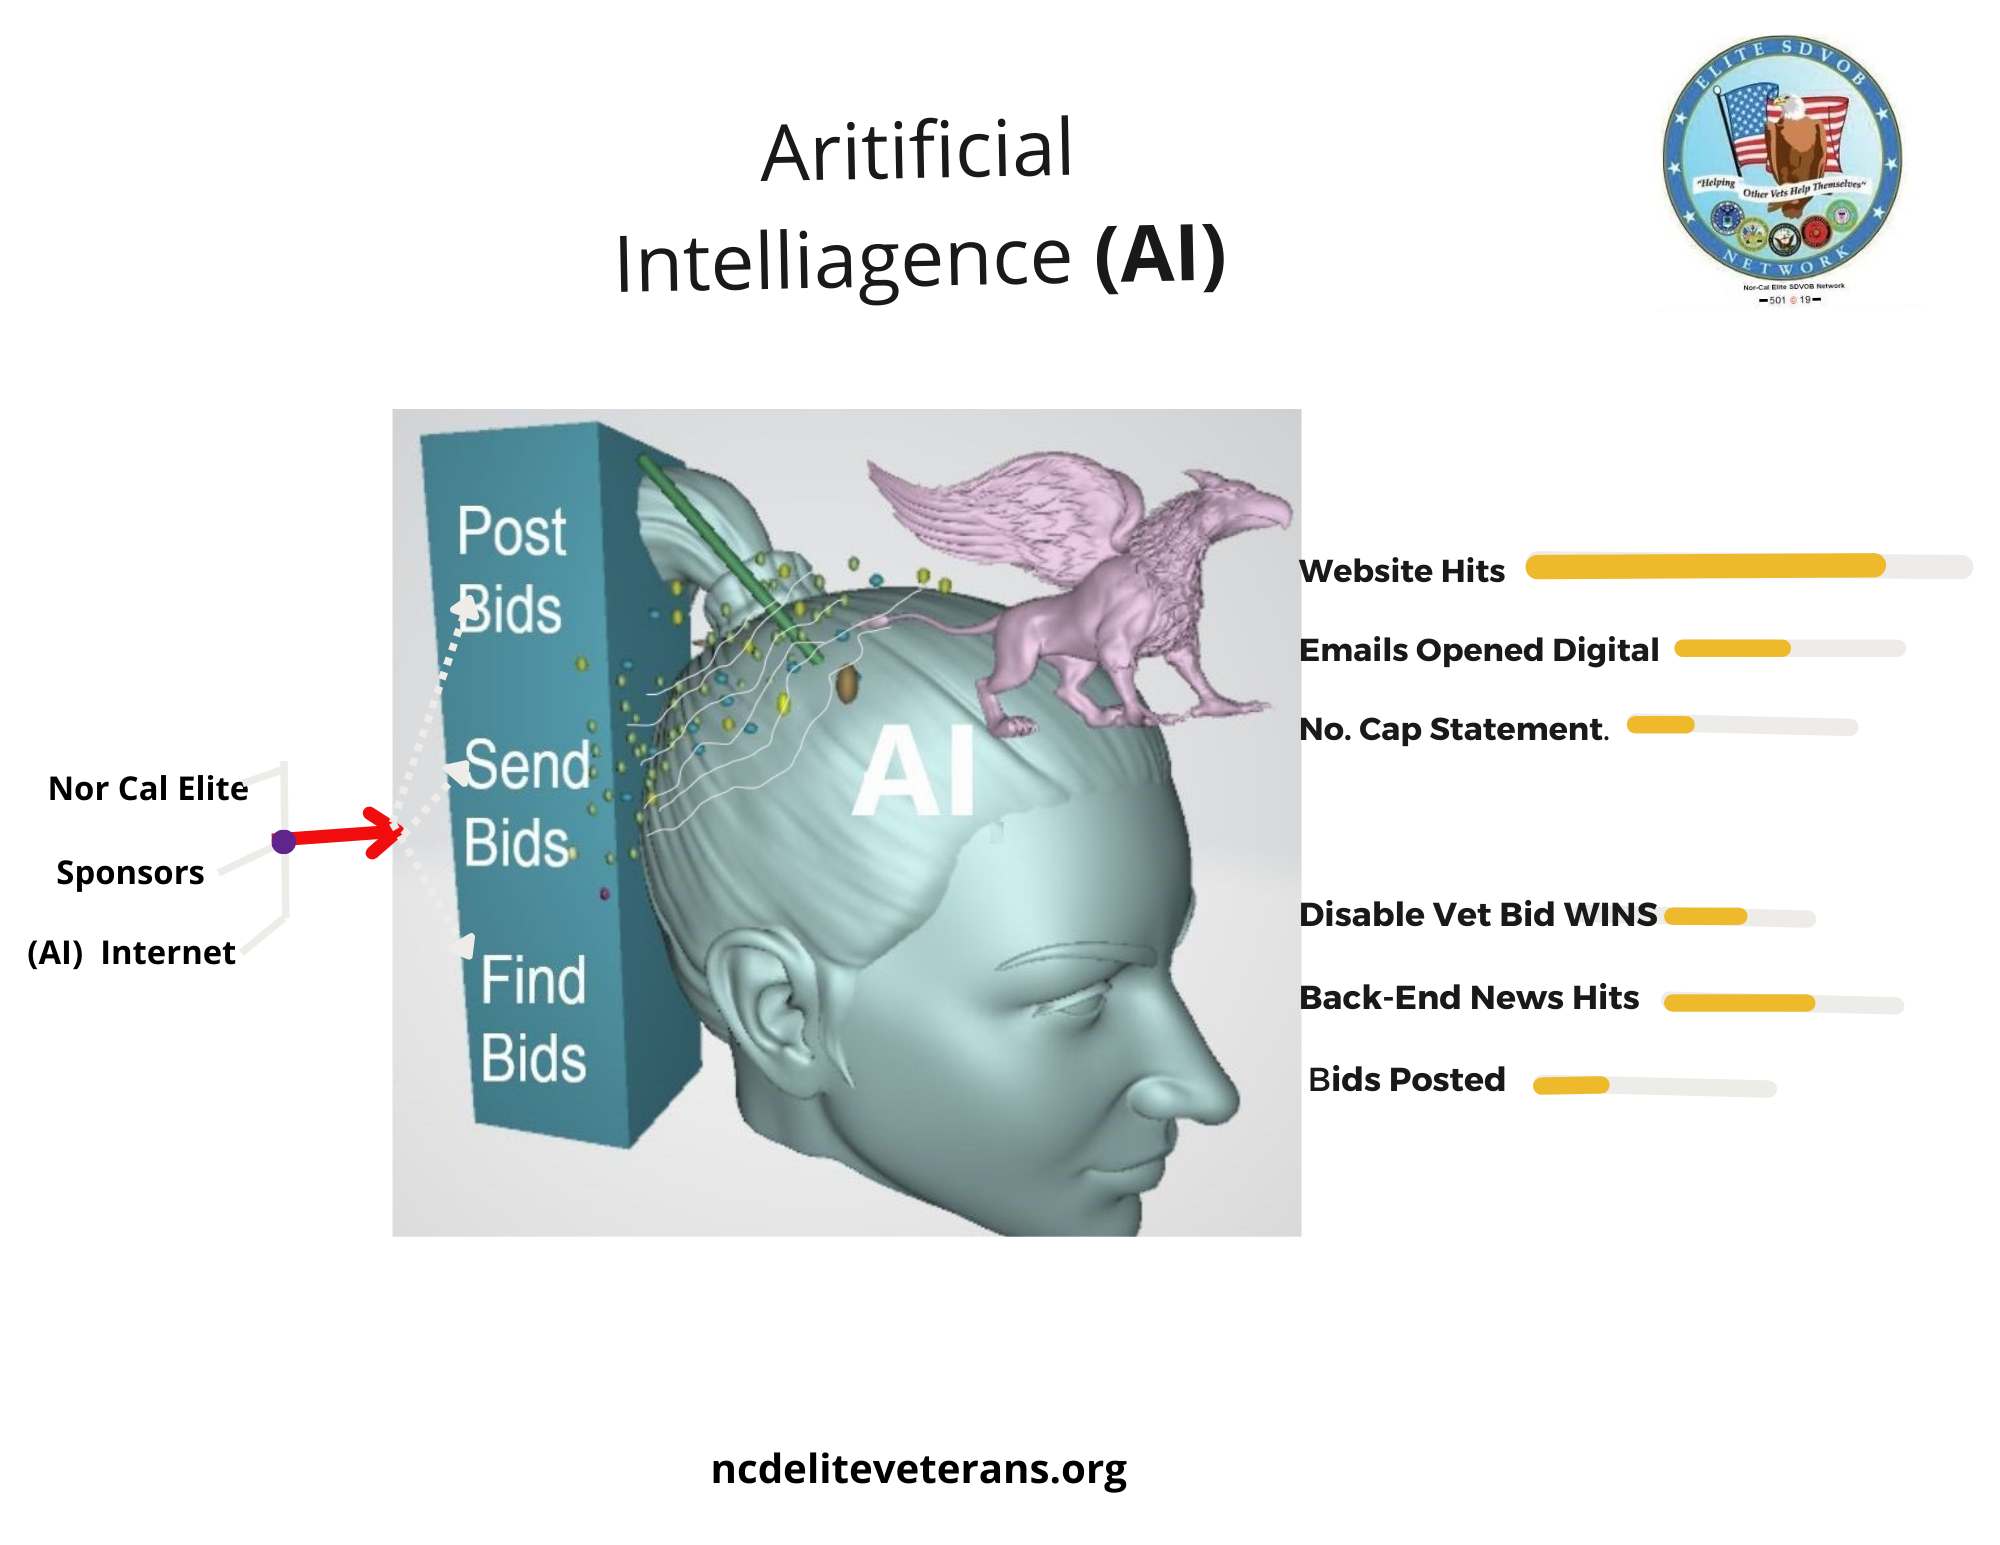 ELITE SDVOB
"Helping Other Vets Help Themselves"
NETWORK
Nor-Cal Elite SDVOB Network
501 © 19
Aritificial
Intelliagence (AI)
Post
Bids
Send
Bids
Find
Bids
AI
Nor Cal Elite
Sponsors
(AI) Internet
Website Hits
Emails Opened Digital
No. Cap Statement.
Disable Vet Bid WINS
Back-End News Hits
Bids Posted
ncdeliteveterans.org